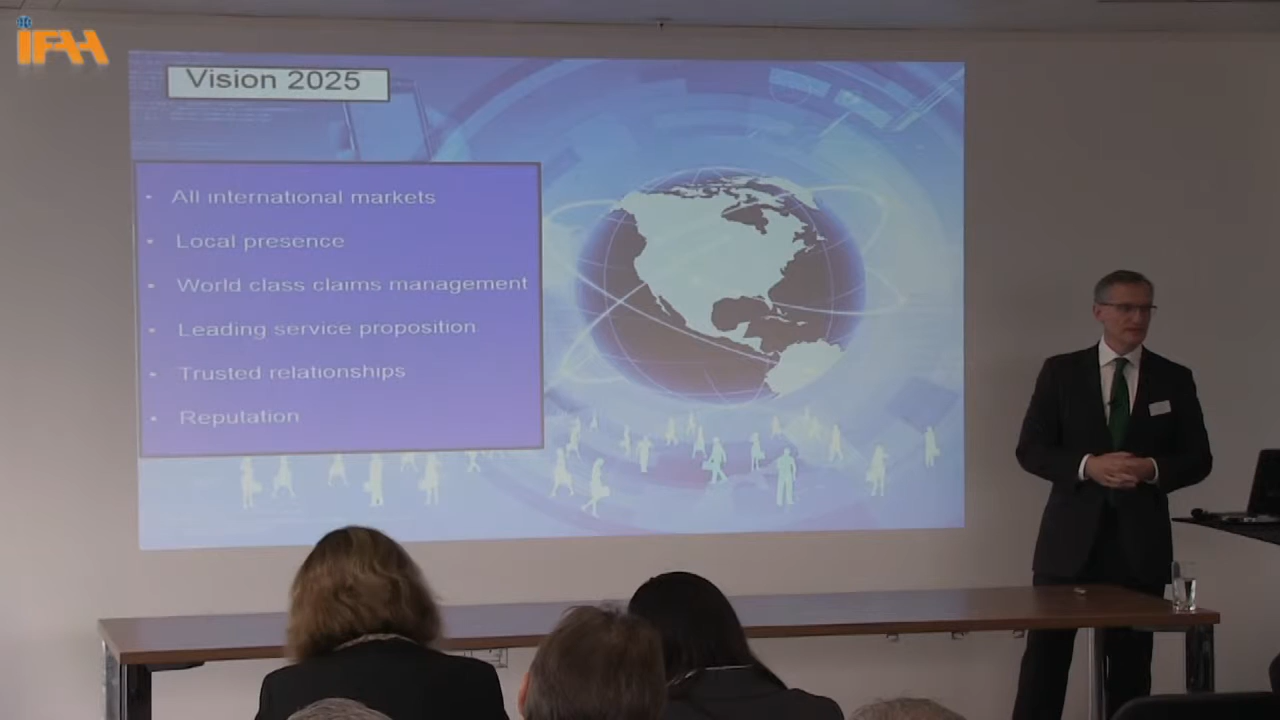 IFAA
Vision 2025
• All international markets
• Local presence
• World class claims management
• Leading service proposition
• Trusted relationships
• Reputation